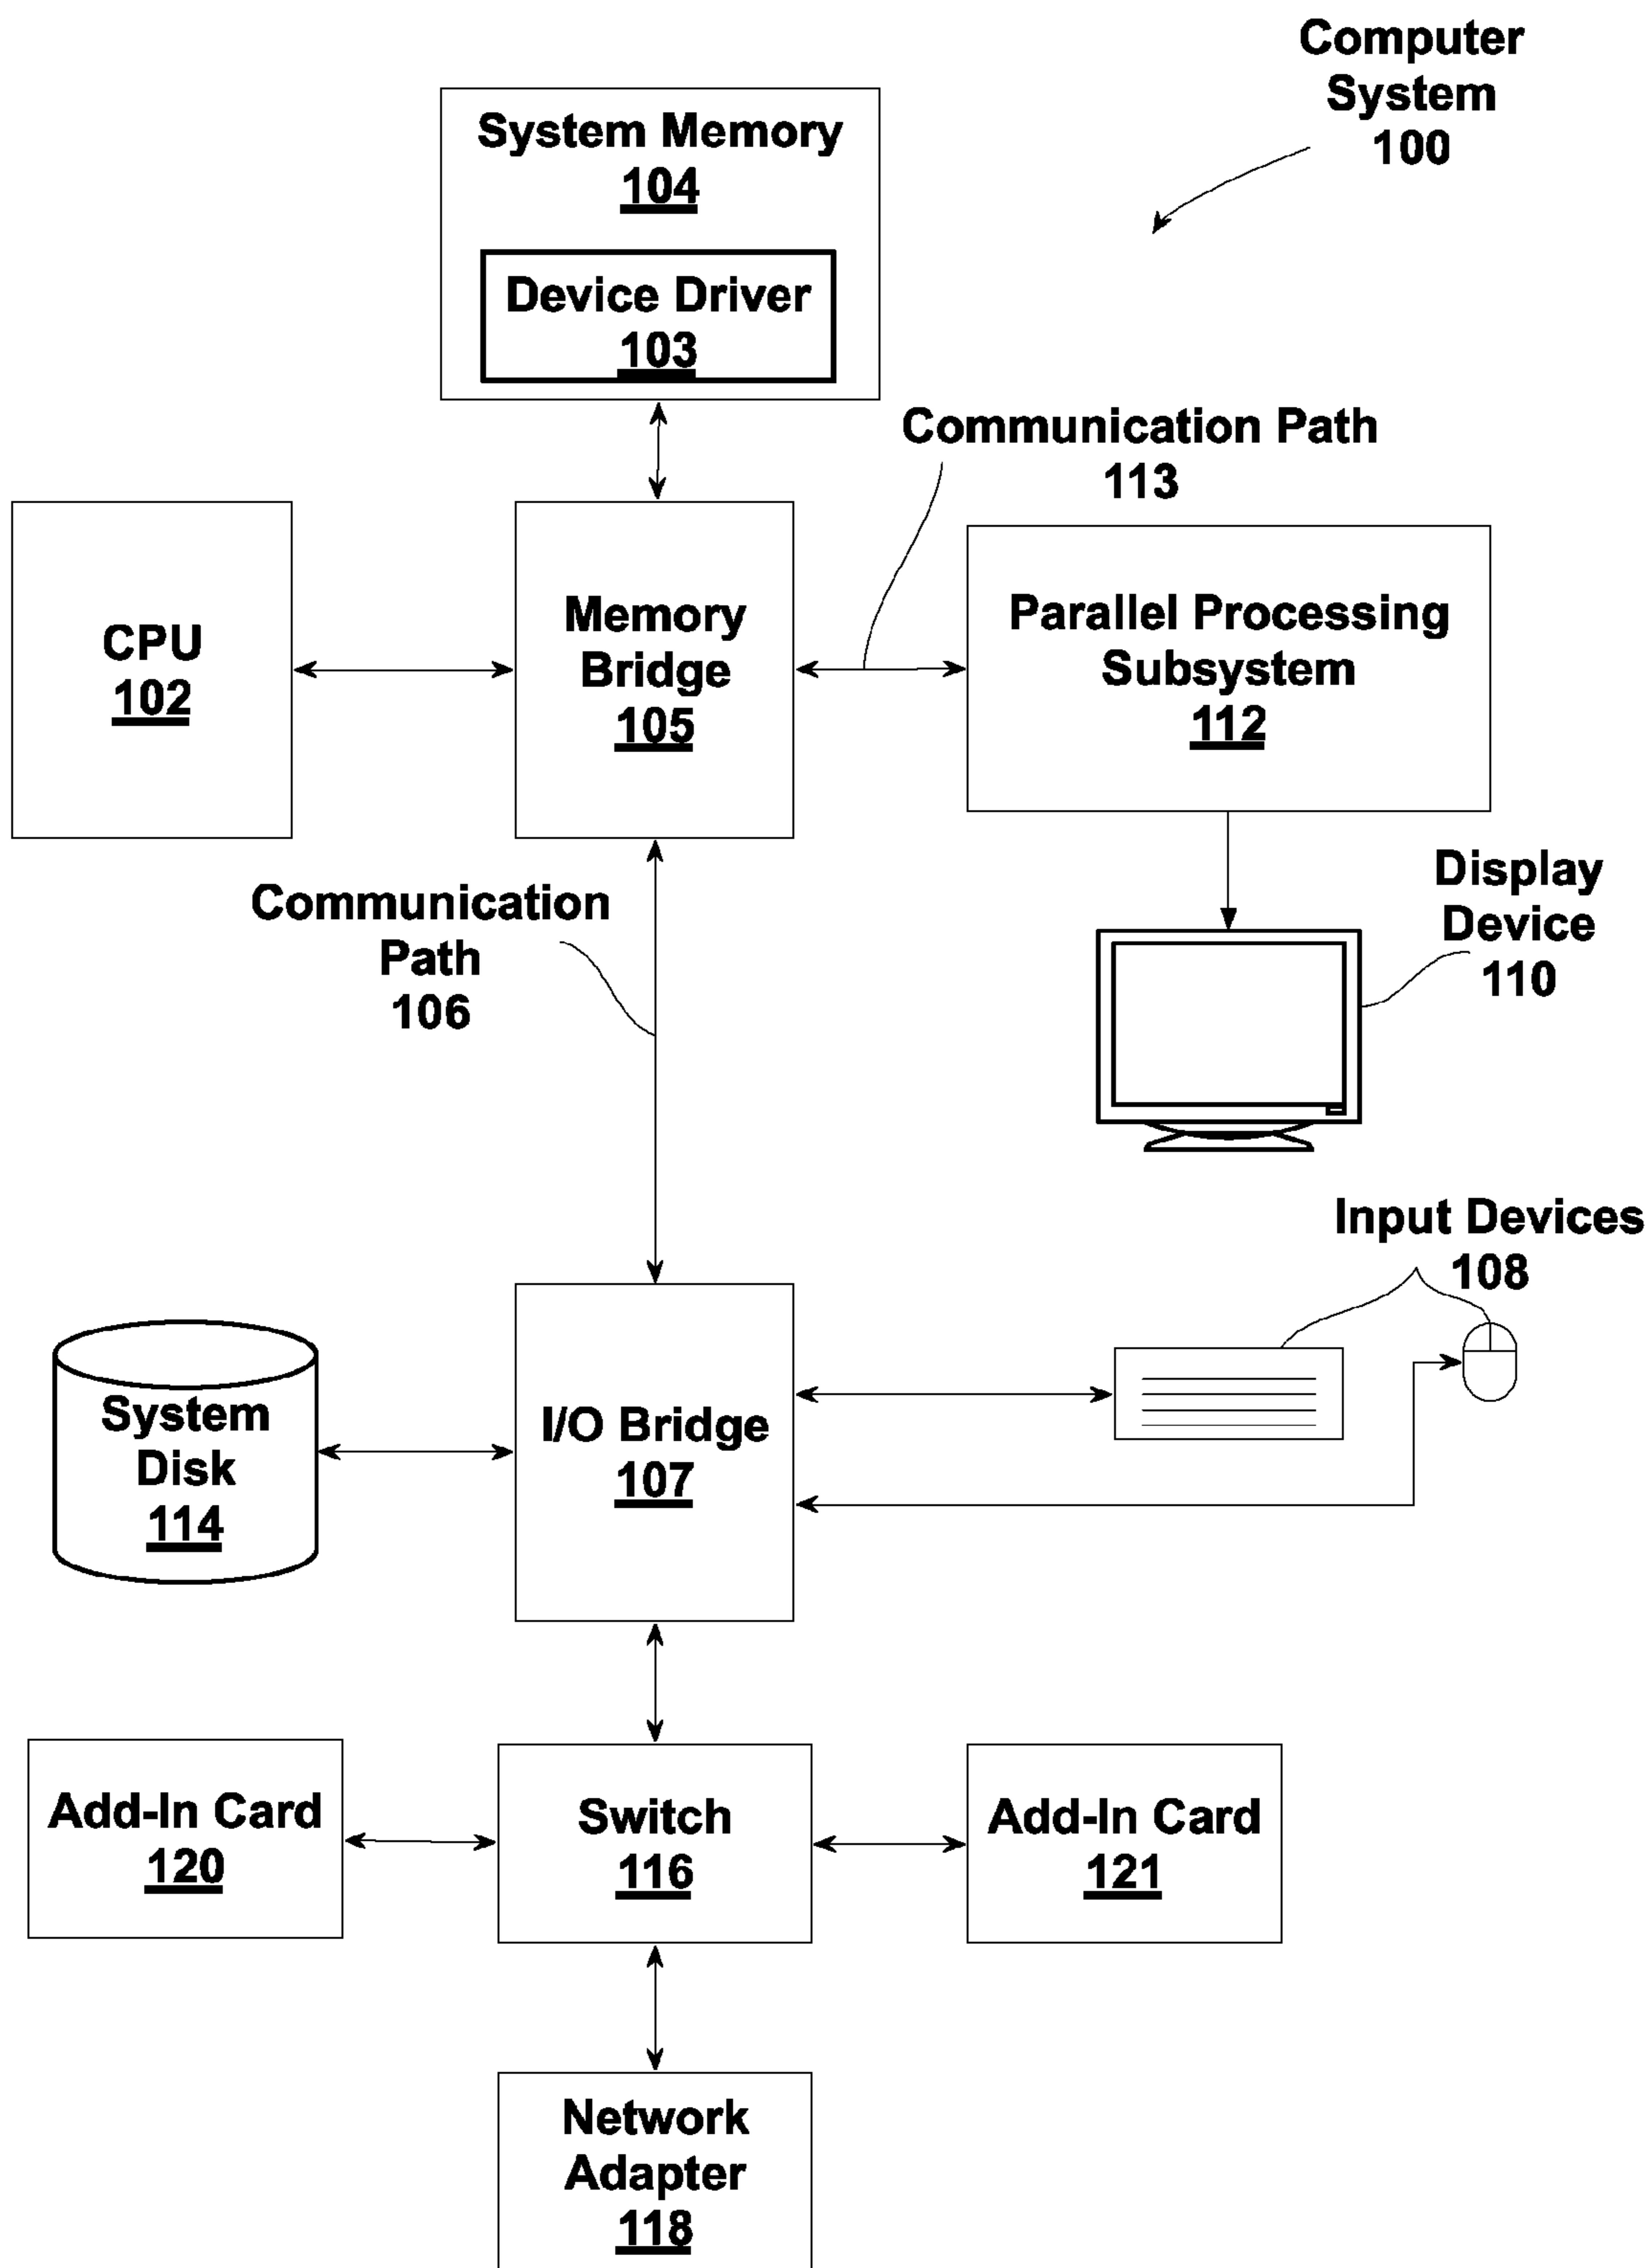 Computer
System
100
System Memory
104
Device Driver
103
Communication Path
113
CPU
102
Memory
Bridge
105
Parallel Processing
Subsystem
112
Communication
Path
106
Display
Device
110
Input Devices
108
System
Disk
114
I/O Bridge
107
Add-In Card
120
Switch
116
Add-In Card
121
Network
Adapter
118